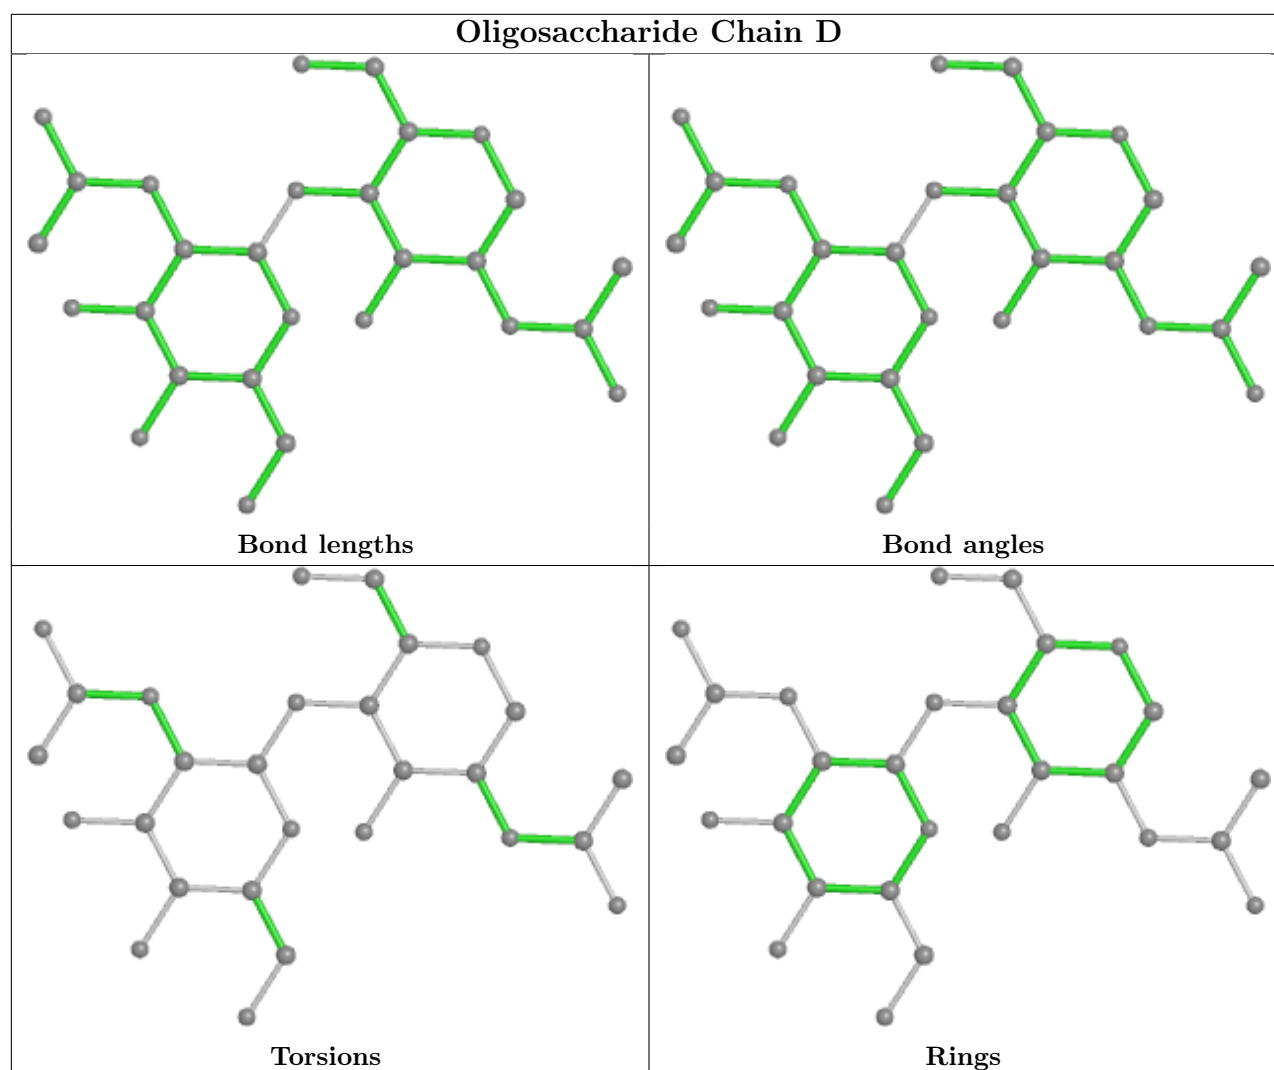 Oligosaccharide Chain D
Bond lengths
Bond angles
Torsions
Rings